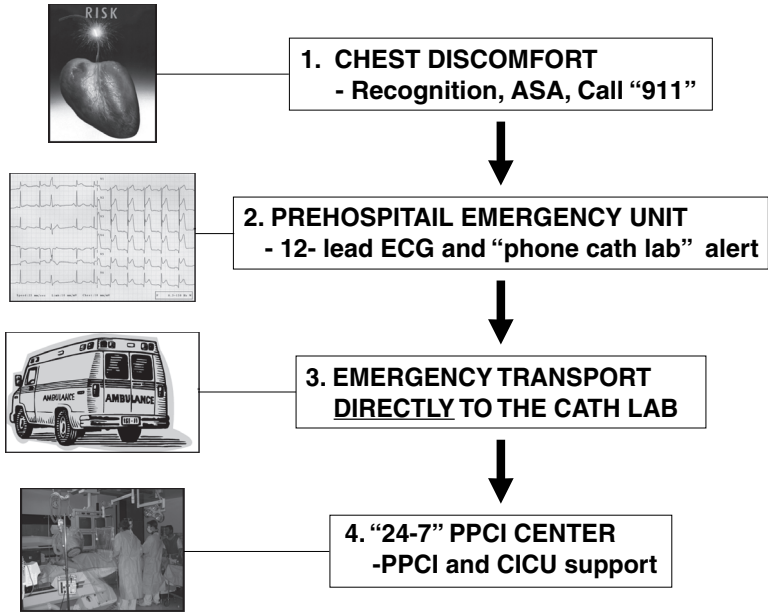 RISK
1. CHEST DISCOMFORT
- Recognition, ASA, Call “911”
2. PREHOSPITAIL EMERGENCY UNIT
- 12- lead ECG and “phone cath lab” alert
AMBULANCE
AMBULANCE
3. EMERGENCY TRANSPORT
DIRECTLY TO THE CATH LAB
4. “24-7” PPCI CENTER
-PPCI and CICU support